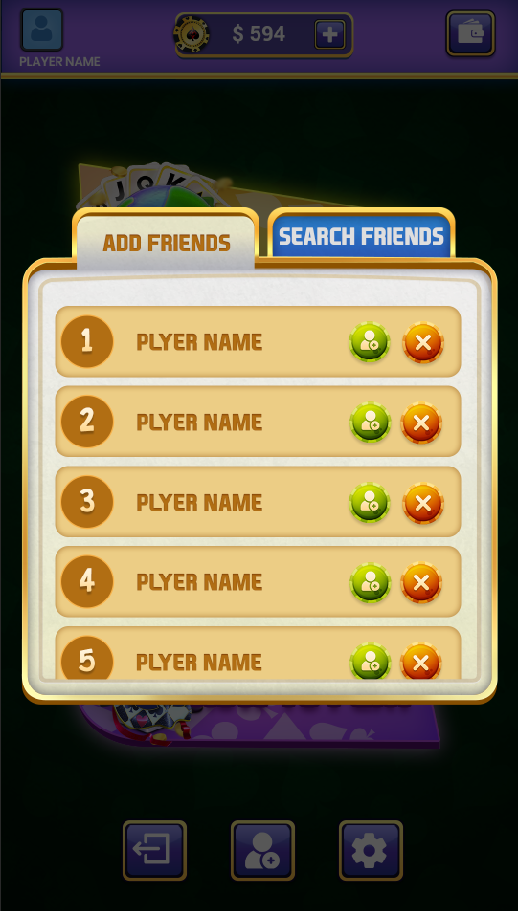 $ 594
PLAYER NAME
J Q K
ADD FRIENDS
SEARCH FRIENDS
1 PLYER NAME
2 PLYER NAME
3 PLYER NAME
4 PLYER NAME
5 PLYER NAME